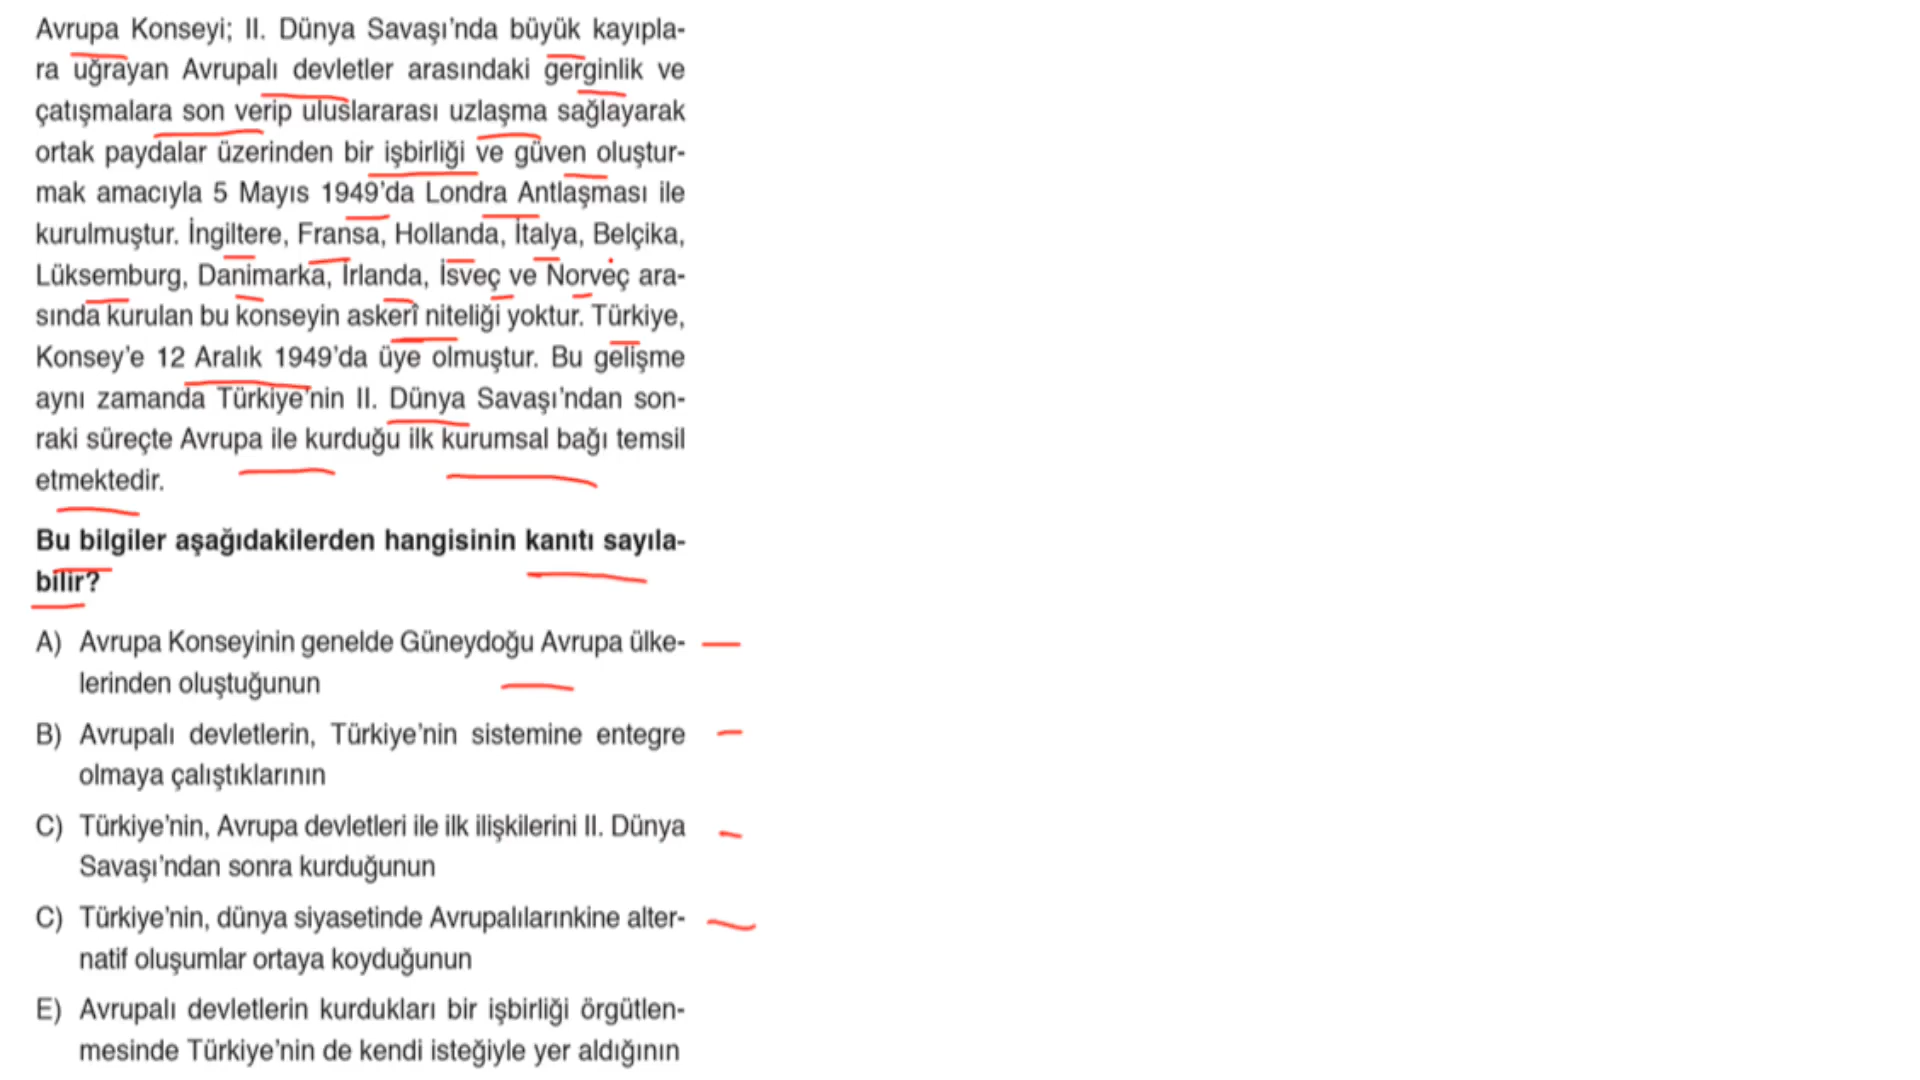 Avrupa Konseyi; II. Dünya Savaşı’nda büyük kayıpla-
ra uğrayan Avrupalı devletler arasındaki gerginlik ve
çatışmalara son verip uluslararası uzlaşma sağlayarak
ortak paydalar üzerinden bir işbirliği ve güven oluştur-
mak amacıyla 5 Mayıs 1949’da Londra Antlaşması ile
kurulmuştur. İngiltere, Fransa, Hollanda, İtalya, Belçika,
Lüksemburg, Danimarka, İrlanda, İsveç ve Norveç ara-
sında kurulan bu konseyin askerî niteliği yoktur. Türkiye,
Konsey’e 12 Aralık 1949’da üye olmuştur. Bu gelişme
aynı zamanda Türkiye’nin II. Dünya Savaşı’ndan son-
raki süreçte Avrupa ile kurduğu ilk kurumsal bağı temsil
etmektedir.
Bu bilgiler aşağıdakilerden hangisinin kanıtı sayıla-
bilir?
A) Avrupa Konseyinin genelde Güneydoğu Avrupa ülke-
lerinden oluştuğunun
B) Avrupalı devletlerin, Türkiye’nin sistemine entegre
olmaya çalıştıklarının
C) Türkiye’nin, Avrupa devletleri ile ilk ilişkilerini II. Dünya
Savaşı’ndan sonra kurduğunun
C) Türkiye’nin, dünya siyasetinde Avrupalılarınkine alter-
natif oluşumlar ortaya koyduğunun
E) Avrupalı devletlerin kurdukları bir işbirliği örgütlen-
mesinde Türkiye’nin de kendi isteğiyle yer aldığının